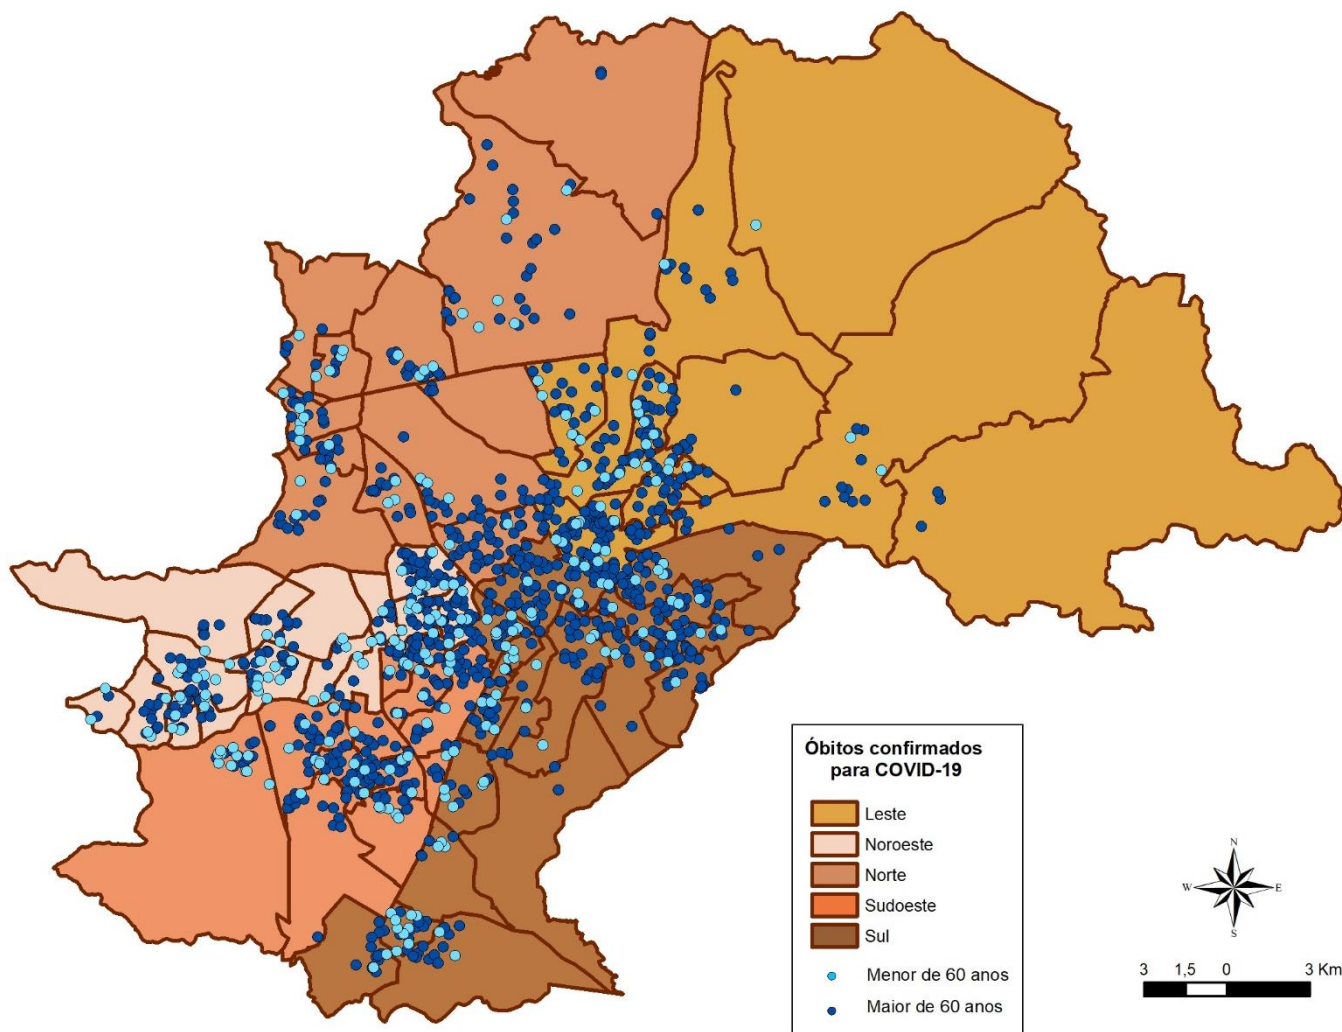 Óbitos confirmados
para COVID-19
Leste
Noroeste
Norte
Sudoeste
Sul
Menor de 60 anos
Maior de 60 anos
N
W E
S
3 1,5 0 3 Km